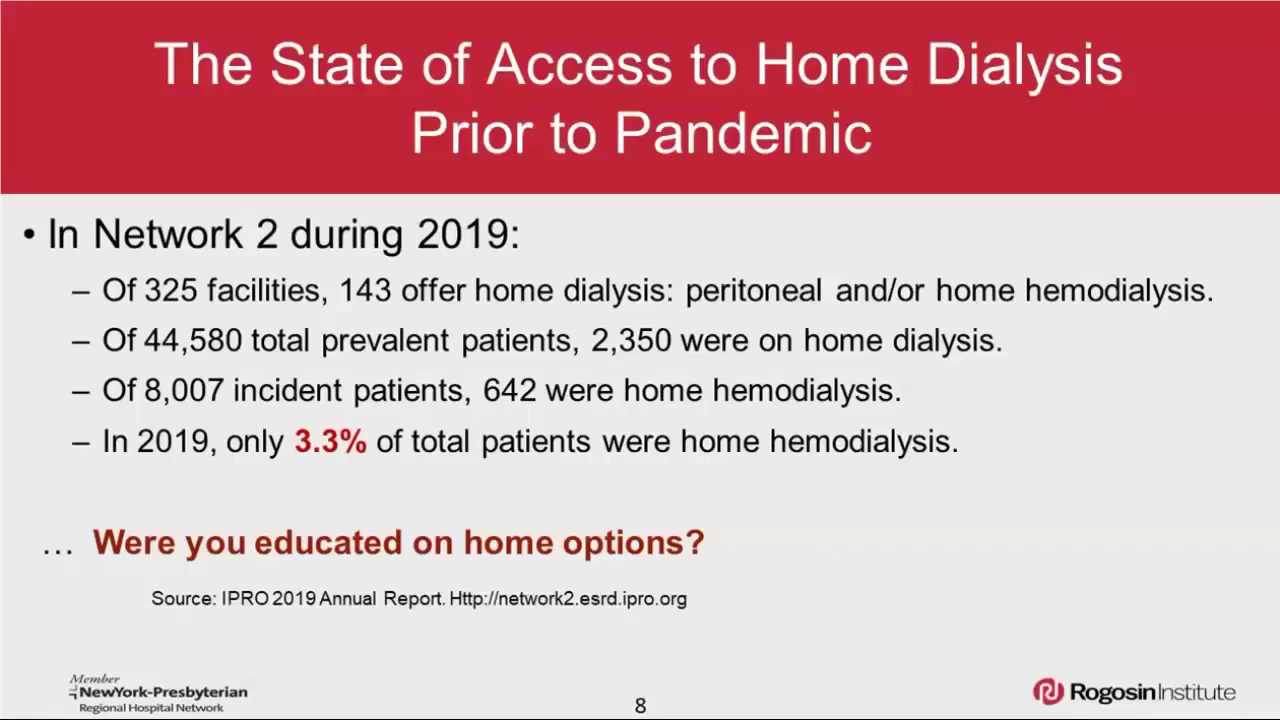 The State of Access to Home Dialysis
Prior to Pandemic
• In Network 2 during 2019:
– Of 325 facilities, 143 offer home dialysis: peritoneal and/or home hemodialysis.
– Of 44,580 total prevalent patients, 2,350 were on home dialysis.
– Of 8,007 incident patients, 642 were home hemodialysis.
– In 2019, only 3.3% of total patients were home hemodialysis.
… Were you educated on home options?
Source: IPRO 2019 Annual Report. Http://network2.esrd.ipro.org
Member
NewYork-Presbyterian
Regional Hospital Network
8
Rogosin Institute